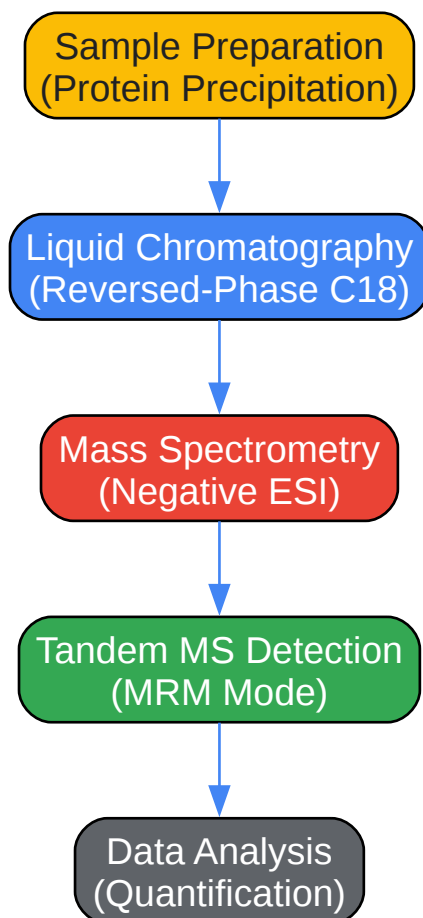 Sample Preparation
(Protein Precipitation)
Liquid Chromatography
(Reversed-Phase C18)
Mass Spectrometry
(Negative ESI)
Tandem MS Detection
(MRM Mode)
Data Analysis
(Quantification)